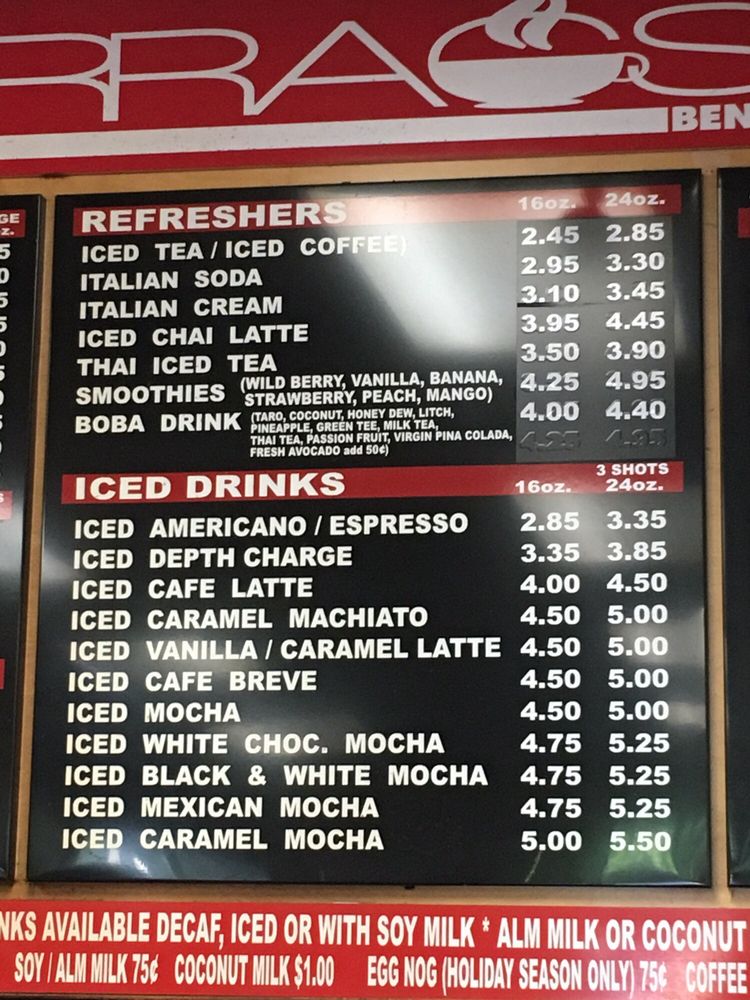 RRAOS
BEN
REFRESHERS 16oz. 24oz.
ICED TEA / ICED COFFEE) 2.45 2.85
ITALIAN SODA 2.95 3.30
ITALIAN CREAM 3.10 3.45
ICED CHAI LATTE 3.95 4.45
THAI ICED TEA 3.50 3.90
SMOOTHIES (WILD BERRY, VANILLA, BANANA, 4.25 4.95
STRAWBERRY, PEACH, MANGO)
BOBA DRINK (TARO, COCONUT, HONEY DEW, LITCH, 4.00 4.40
PINEAPPLE, GREEN TEE, MILK TEA,
THAI TEA, PASSION FRUIT, VIRGIN PINA COLADA, 4.25 4.95
FRESH AVOCADO add 50¢)
3 SHOTS
ICED DRINKS 16oz. 24oz.
ICED AMERICANO / ESPRESSO 2.85 3.35
ICED DEPTH CHARGE 3.35 3.85
ICED CAFE LATTE 4.00 4.50
ICED CARAMEL MACHIATO 4.50 5.00
ICED VANILLA / CARAMEL LATTE 4.50 5.00
ICED CAFE BREVE 4.50 5.00
ICED MOCHA 4.50 5.00
ICED WHITE CHOC. MOCHA 4.75 5.25
ICED BLACK & WHITE MOCHA 4.75 5.25
ICED MEXICAN MOCHA 4.75 5.25
ICED CARAMEL MOCHA 5.00 5.50
NKS AVAILABLE DECAF, ICED OR WITH SOY MILK * ALM MILK OR COCONUT
SOY / ALM MILK 75¢ COCONUT MILK $1.00 EGG NOG (HOLIDAY SEASON ONLY) 75¢ COFFEE